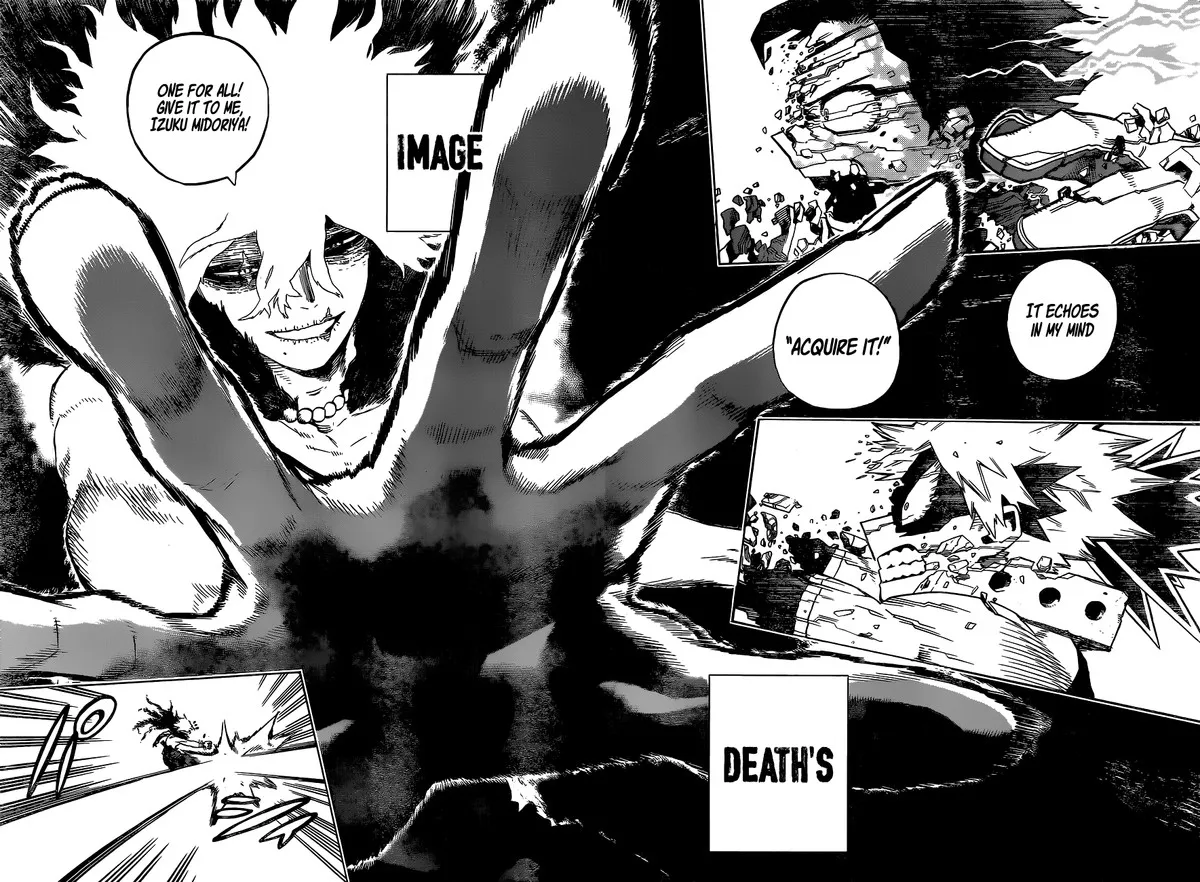 IT ECHOES
IN MY MIND
"ACQUIRE IT!"
DEATH'S
IMAGE
ONE FOR ALL!
GIVE IT TO ME,
IZUKU MIDORIYA!